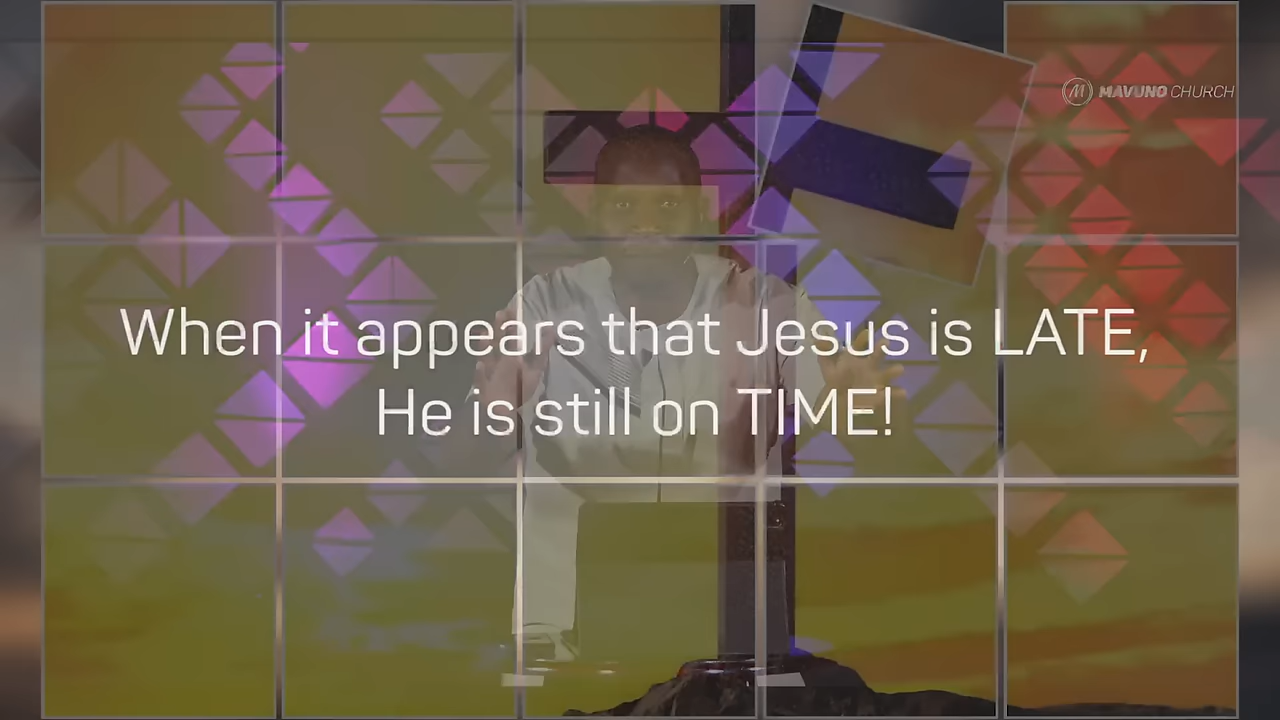 MAVUNO CHURCH
When it appears that Jesus is LATE,
He is still on TIME!